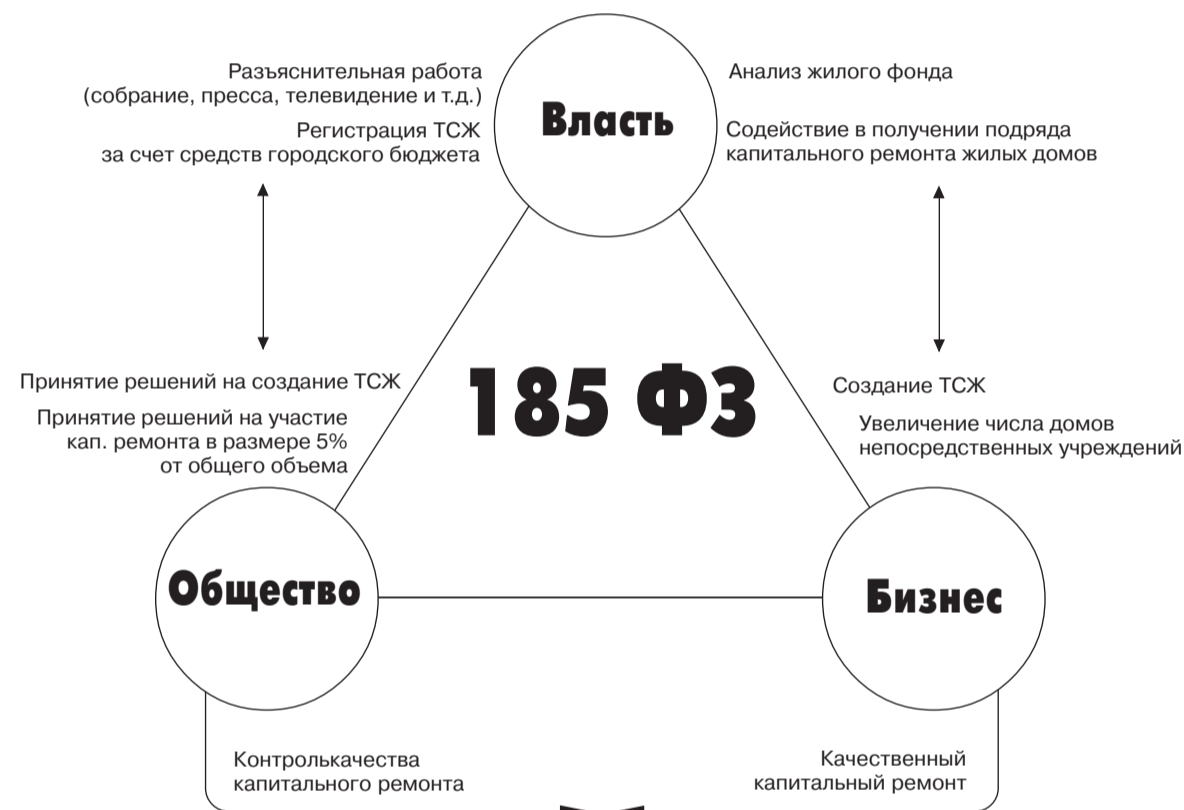 Разъяснительная работа
(собрание, пресса, телевидение и т.д.)
Регистрация ТСЖ
за счет средств городского бюджета
Власть
Анализ жилого фонда
Содействие в получении подряда
капитального ремонта жилых домов
185 ФЗ
Принятие решений на создание ТСЖ
Принятие решений на участие
кап. ремонта в размере 5%
от общего объема
Создание ТСЖ
Увеличение числа домов
непосредственных учреждений
Общество
Бизнес
Контролькачества
капитального ремонта
Качественный
капитальный ремонт